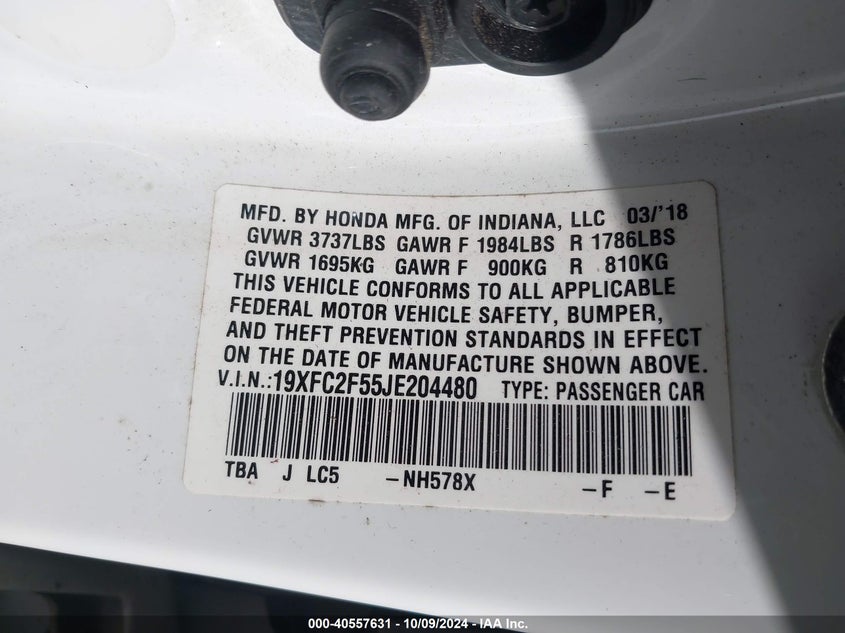 MFD. BY HONDA MFG. OF INDIANA, LLC 03/'18
GVWR 3737LBS GAWR F 1984LBS R 1786LBS
GVWR 1695KG GAWR F 900KG R 810KG
THIS VEHICLE CONFORMS TO ALL APPLICABLE
FEDERAL MOTOR VEHICLE SAFETY, BUMPER,
AND THEFT PREVENTION STANDARDS IN EFFECT
ON THE DATE OF MANUFACTURE SHOWN ABOVE.
V.I.N.:19XFC2F55JE204480 TYPE: PASSENGER CAR
TBA J LC5 -NH578X -F -E
000-40557631 - 10/09/2024 - IAA Inc.